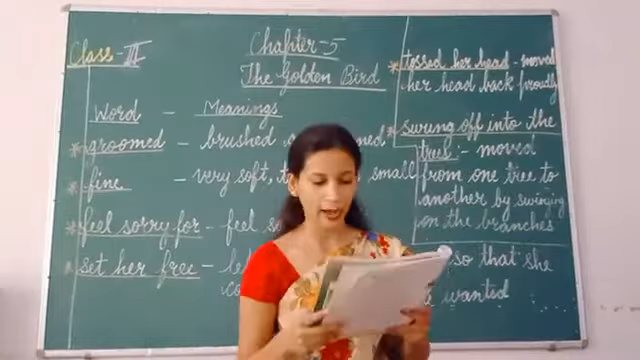 Class - III
Chapter - 5
The Golden Bird
Word - Meanings
* groomed - brushed
* fine - very soft, small
* feel sorry for - feel
* set her free -
* tossed her head - moved
her head back proudly
* swung off into the
trees :- moved
from one tree to
another by swinging
on the branches
so that she
wanted